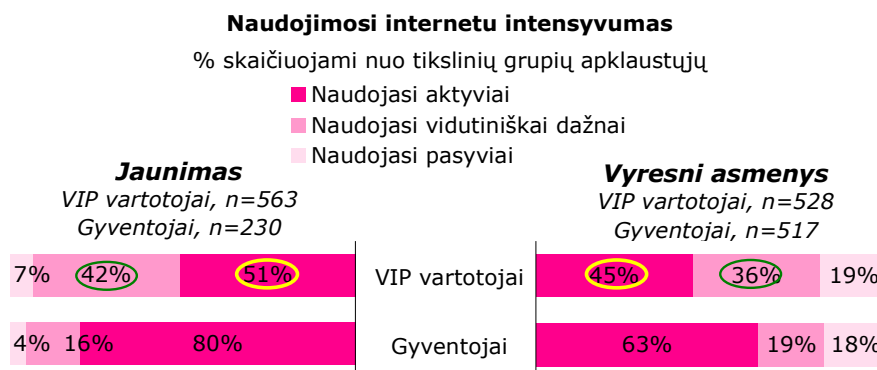 Naudojimosi internetu intensyvumas
% skaičiuojami nuo tikslinių grupių apklaustųjų
Naudojasi aktyviai
Naudojasi vidutiniškai dažnai
Naudojasi pasyviai
Jaunimas
VIP vartotojai, n=563
Gyventojai, n=230
Vyresni asmenys
VIP vartotojai, n=528
Gyventojai, n=517
7% 42% 51% VIP vartotojai 45% 36% 19%
4% 16% 80% Gyventojai 63% 19% 18%